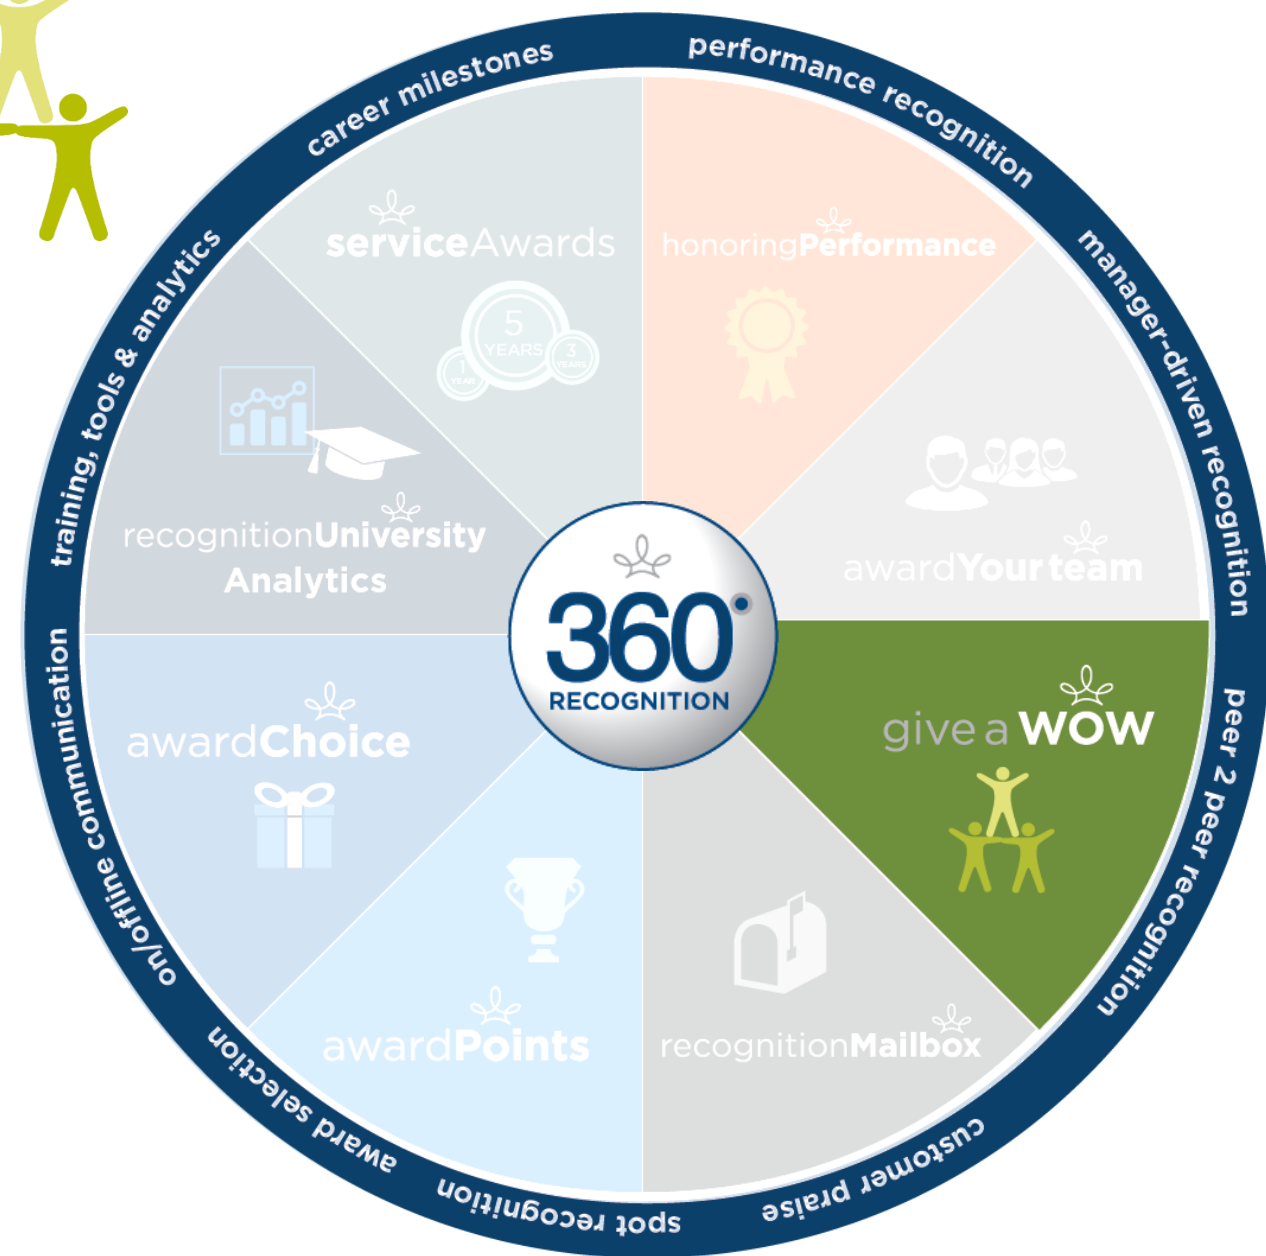 career milestones
performance recognition
manager-driven recognition
peer 2 peer recognition
customer praise
spot recognition
award selection
on/offline communication
training, tools & analytics
serviceAwards
5
YEARS
1
YEAR
3
YEARS
honoringPerformance
awardYour team
give a WOW
recognitionMailbox
awardPoints
awardChoice
recognitionUniversity
Analytics
360°
RECOGNITION